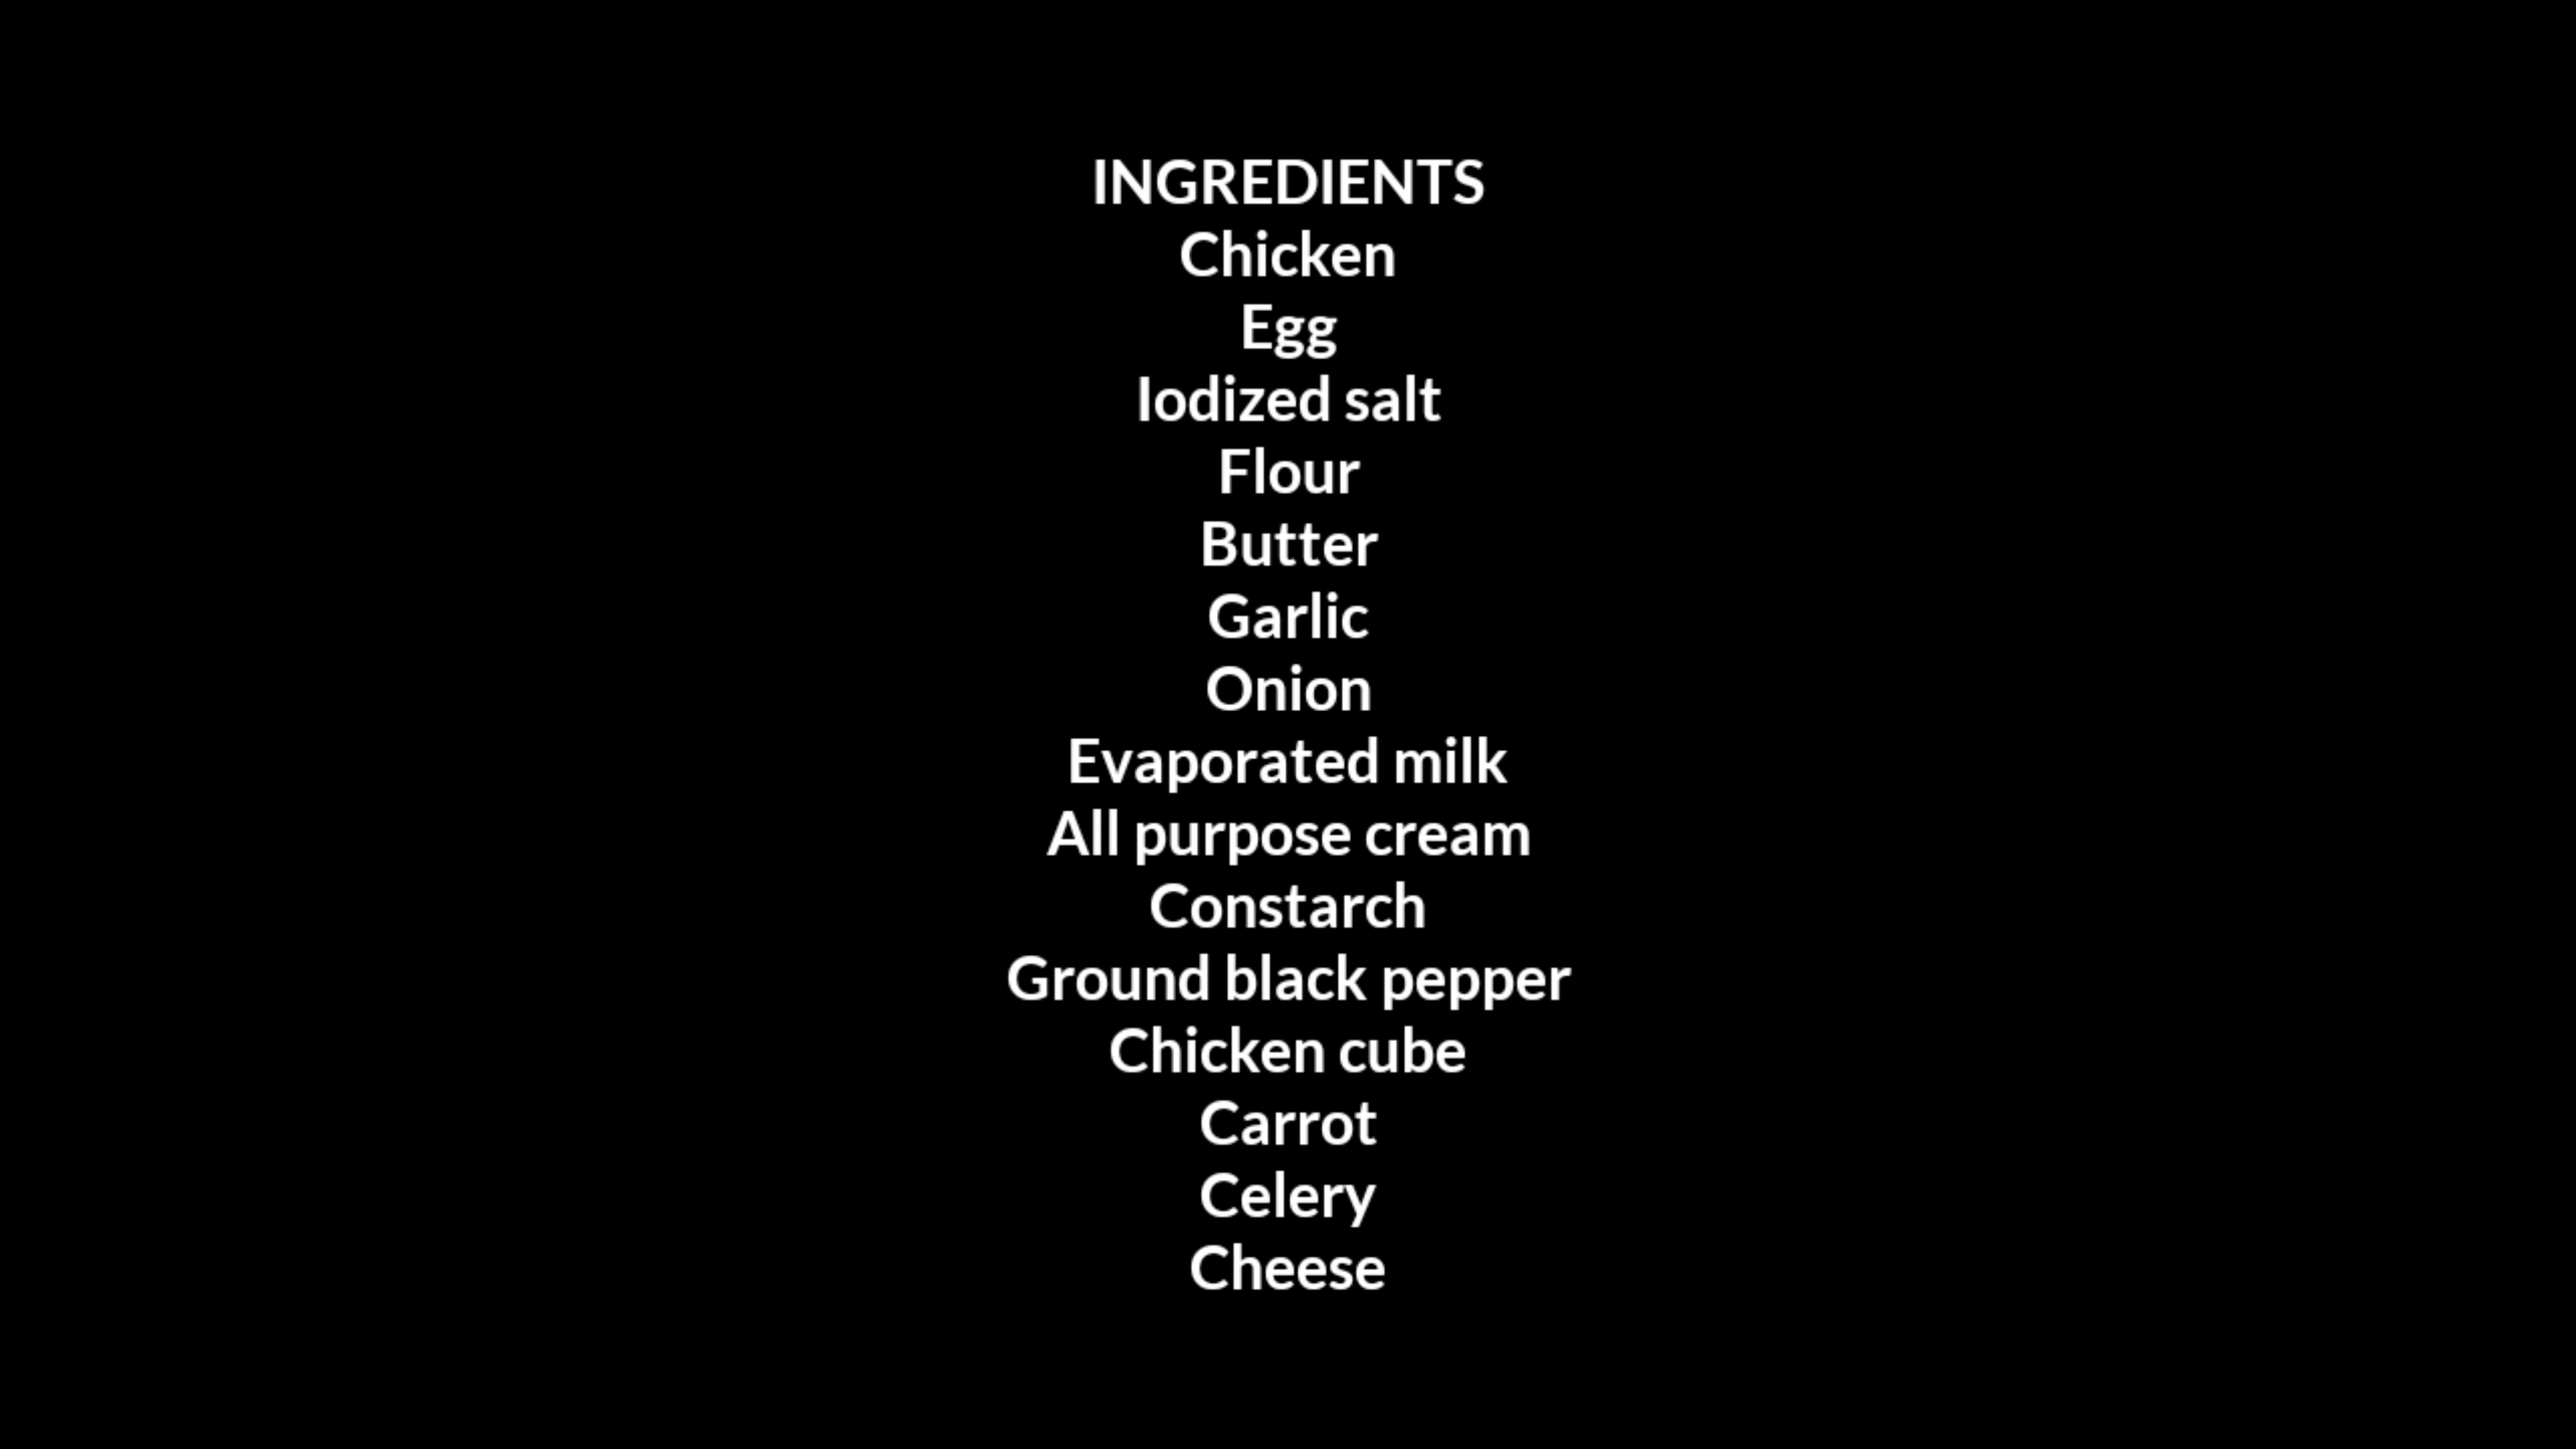 INGREDIENTS
Chicken
Egg
Iodized salt
Flour
Butter
Garlic
Onion
Evaporated milk
All purpose cream
Constarch
Ground black pepper
Chicken cube
Carrot
Celery
Cheese